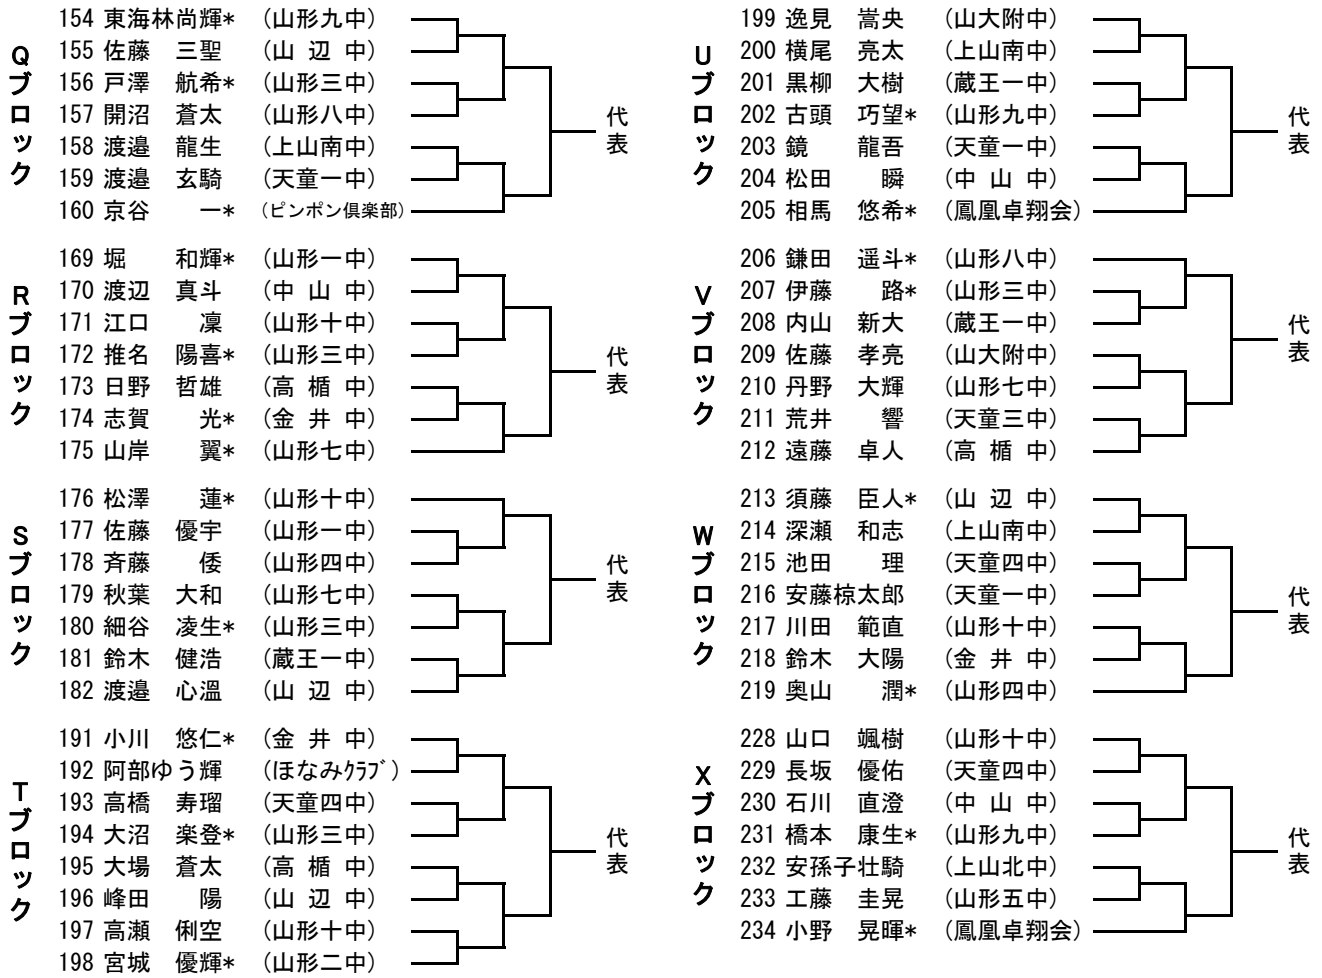 Qブロック
154 東海林尚輝* (山形九中)
155 佐藤 三聖 (山 辺 中)
156 戸澤 航希* (山形三中)
157 開沼 蒼太 (山形八中)
158 渡邉 龍生 (上山南中)
159 渡邉 玄騎 (天童一中)
160 京谷 一* (ピンポン倶楽部)
代表
Rブロック
169 堀 和輝* (山形一中)
170 渡辺 真斗 (中 山 中)
171 江口 凜 (山形十中)
172 推名 陽喜* (山形三中)
173 日野 哲雄 (高 楯 中)
174 志賀 光* (金 井 中)
175 山岸 翼* (山形七中)
代表
Sブロック
176 松澤 蓮* (山形十中)
177 佐藤 優宇 (山形一中)
178 斉藤 倭 (山形四中)
179 秋葉 大和 (山形七中)
180 細谷 凌生* (山形三中)
181 鈴木 健浩 (蔵王一中)
182 渡邉 心温 (山 辺 中)
代表
Tブロック
191 小川 悠仁* (金 井 中)
192 阿部ゆう輝 (ほなみｸﾗﾌﾞ)
193 高橋 寿瑠 (天童四中)
194 大沼 楽登* (山形三中)
195 大場 蒼太 (高 楯 中)
196 峰田 陽 (山 辺 中)
197 高瀬 俐空 (山形十中)
198 宮城 優輝* (山形二中)
代表
Uブロック
199 逸見 嵩央 (山大附中)
200 横尾 亮太 (上山南中)
201 黒柳 大樹 (蔵王一中)
202 古頭 巧望* (山形九中)
203 鏡 龍吾 (天童一中)
204 松田 瞬 (中 山 中)
205 相馬 悠希* (鳳凰卓翔会)
代表
Vブロック
206 鎌田 遥斗* (山形八中)
207 伊藤 路* (山形三中)
208 内山 新大 (蔵王一中)
209 佐藤 孝亮 (山大附中)
210 丹野 大輝 (山形七中)
211 荒井 響 (天童三中)
212 遠藤 卓人 (高 楯 中)
代表
Wブロック
213 須藤 臣人* (山 辺 中)
214 深瀬 和志 (上山南中)
215 池田 理 (天童四中)
216 安藤椋太郎 (天童一中)
217 川田 範直 (山形十中)
218 鈴木 大陽 (金 井 中)
219 奥山 潤* (山形四中)
代表
Xブロック
228 山口 颯樹 (山形十中)
229 長坂 優佑 (天童四中)
230 石川 直澄 (中 山 中)
231 橋本 康生* (山形九中)
232 安孫子壮騎 (上山北中)
233 工藤 圭晃 (山形五中)
234 小野 晃暉* (鳳凰卓翔会)
代表